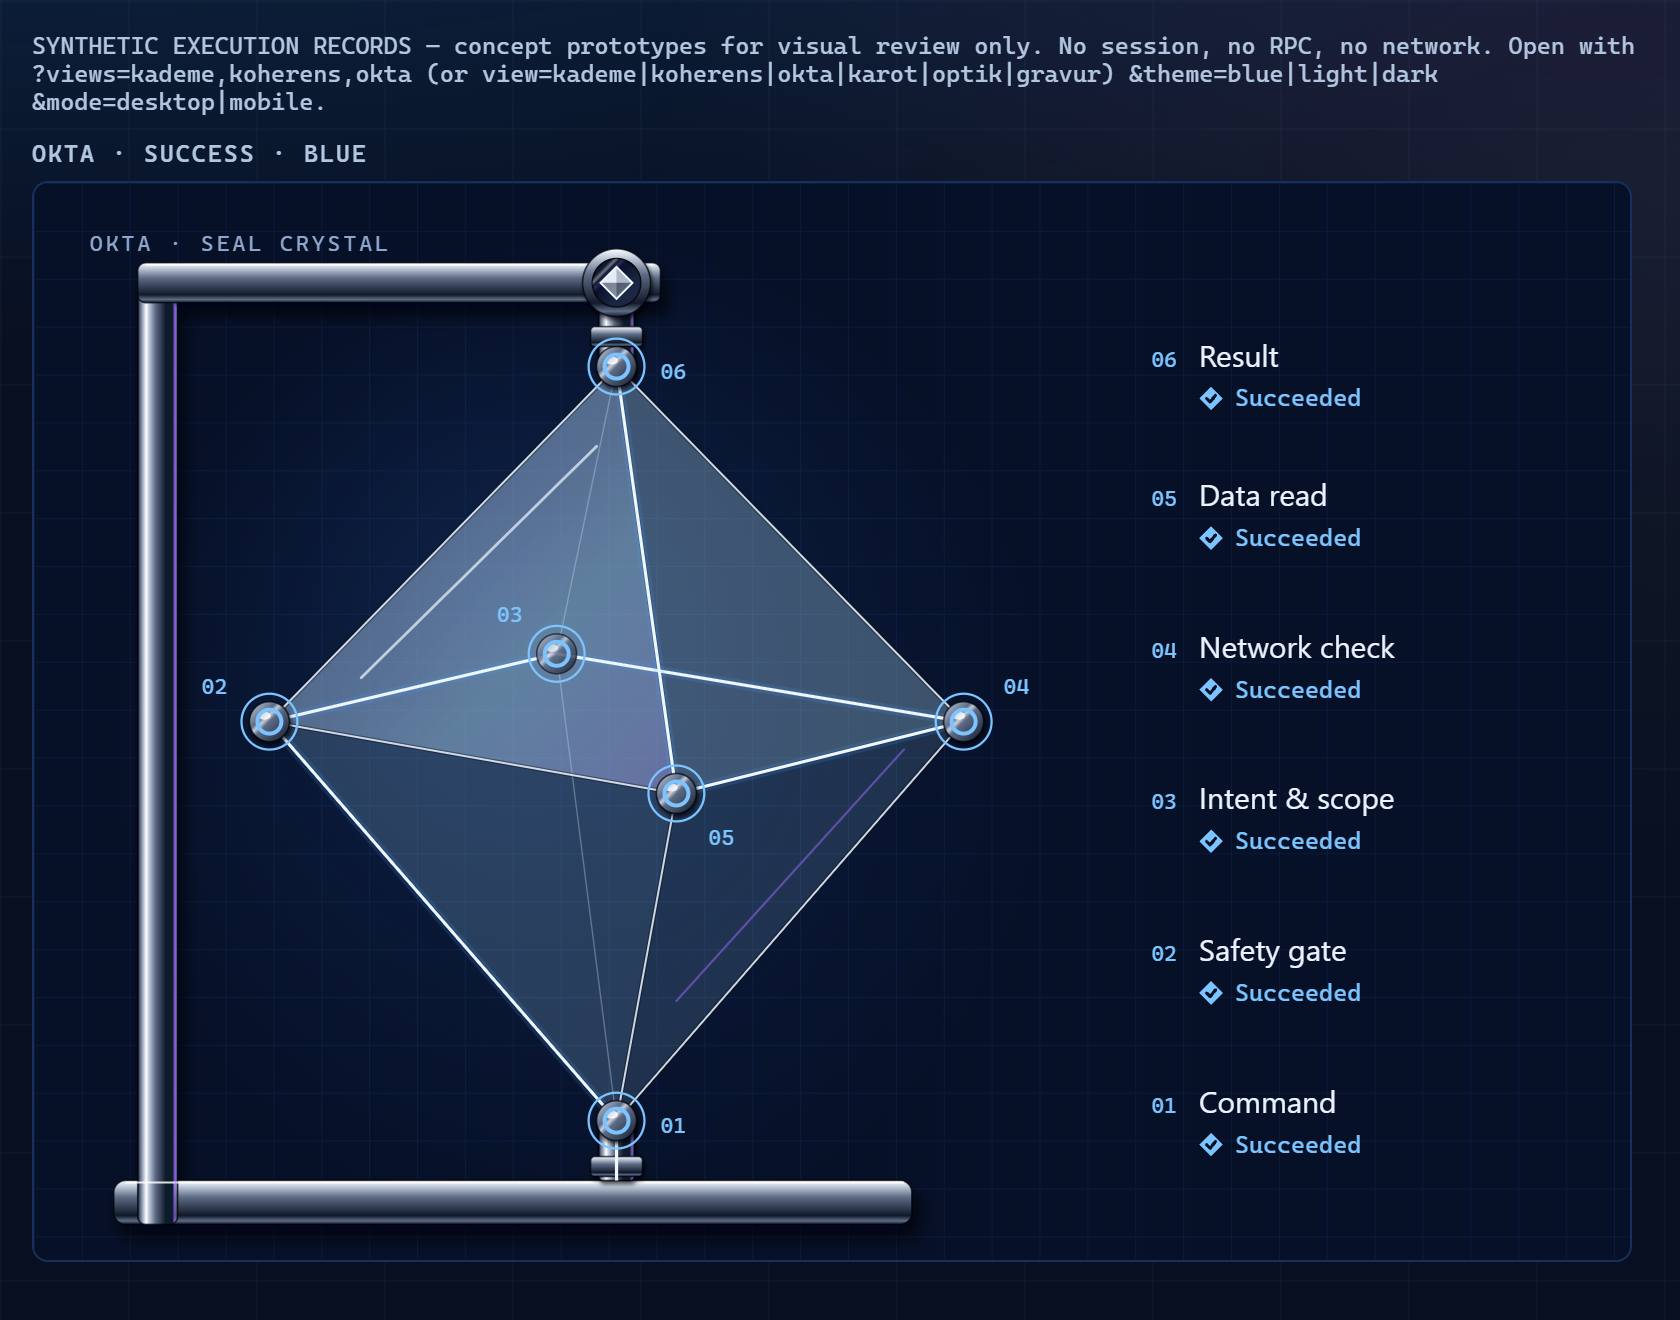 SYNTHETIC EXECUTION RECORDS — concept prototypes for visual review only. No session, no RPC, no network. Open with
?views=kademe,koherens,okta (or view=kademe|koherens|okta|karot|optik|gravur) &theme=blue|light|dark
&mode=desktop|mobile.
OKTA · SUCCESS · BLUE
OKTA · SEAL CRYSTAL
06
03
02
04
05
01
06 Result
Succeeded
05 Data read
Succeeded
04 Network check
Succeeded
03 Intent & scope
Succeeded
02 Safety gate
Succeeded
01 Command
Succeeded